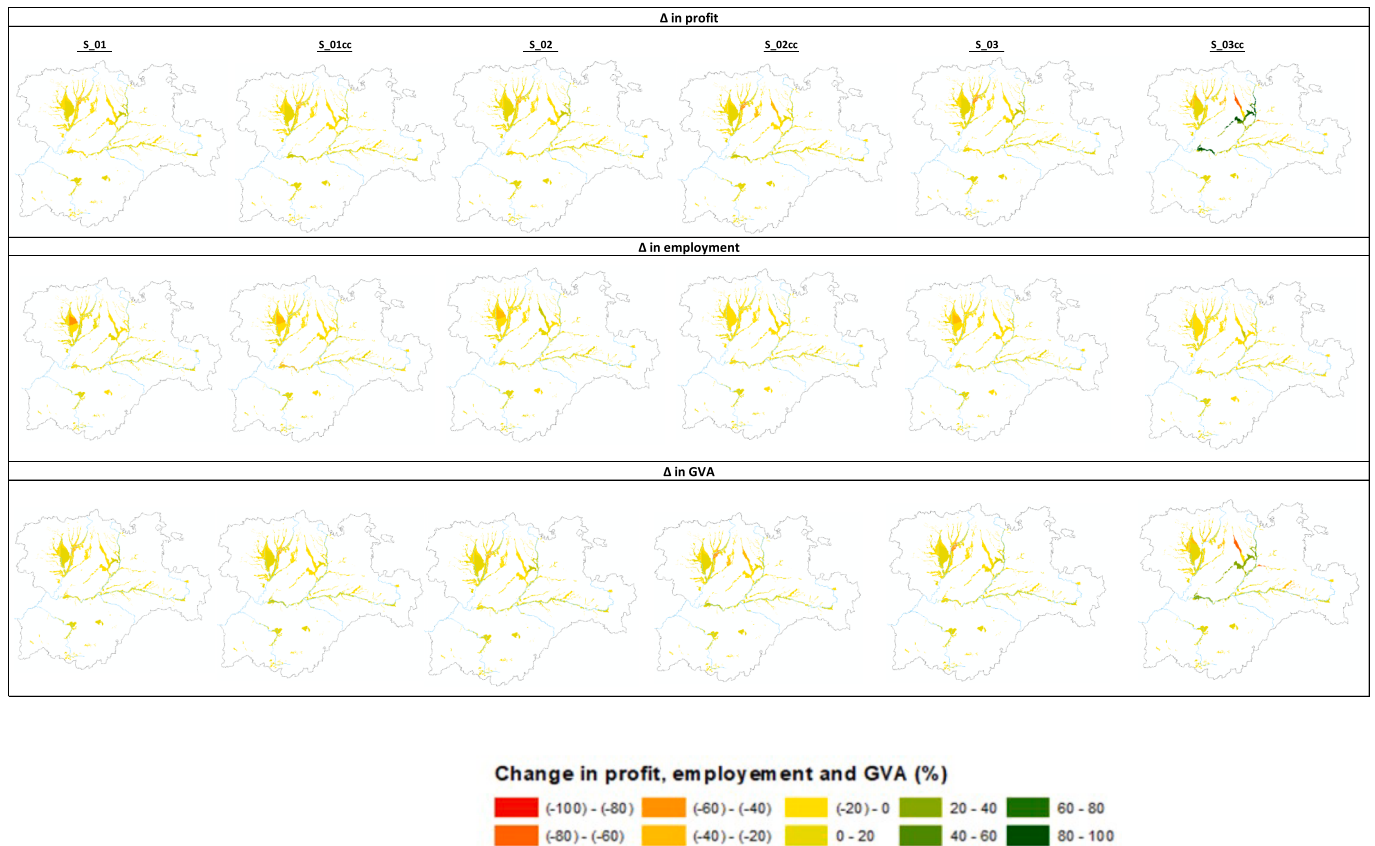 Δ in profit
S_01 S_01cc S_02 S_02cc S_03 S_03cc
Δ in employment
Δ in GVA
Change in profit, employement and GVA (%)
(-100) - (-80) (-60) - (-40) (-20) - 0 20 - 40 60 - 80
(-80) - (-60) (-40) - (-20) 0 - 20 40 - 60 80 - 100